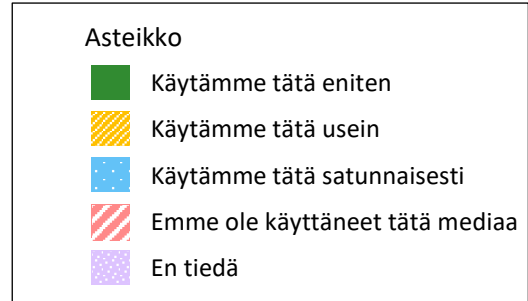 Asteikko
Käytämme tätä eniten
Käytämme tätä usein
Käytämme tätä satunnaisesti
Emme ole käyttäneet tätä mediaa
En tiedä